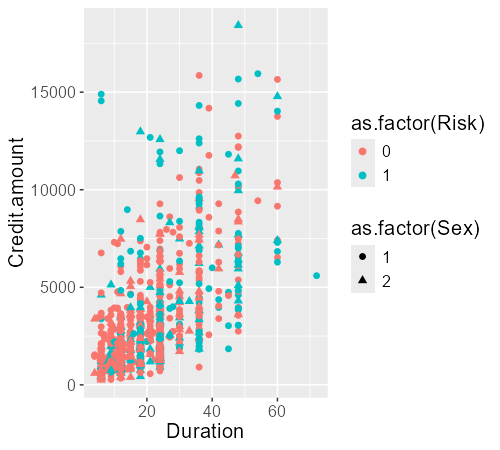 Credit.amount
15000
10000
5000
0
20
40
60
Duration
as.factor(Risk)
0
1
as.factor(Sex)
1
2